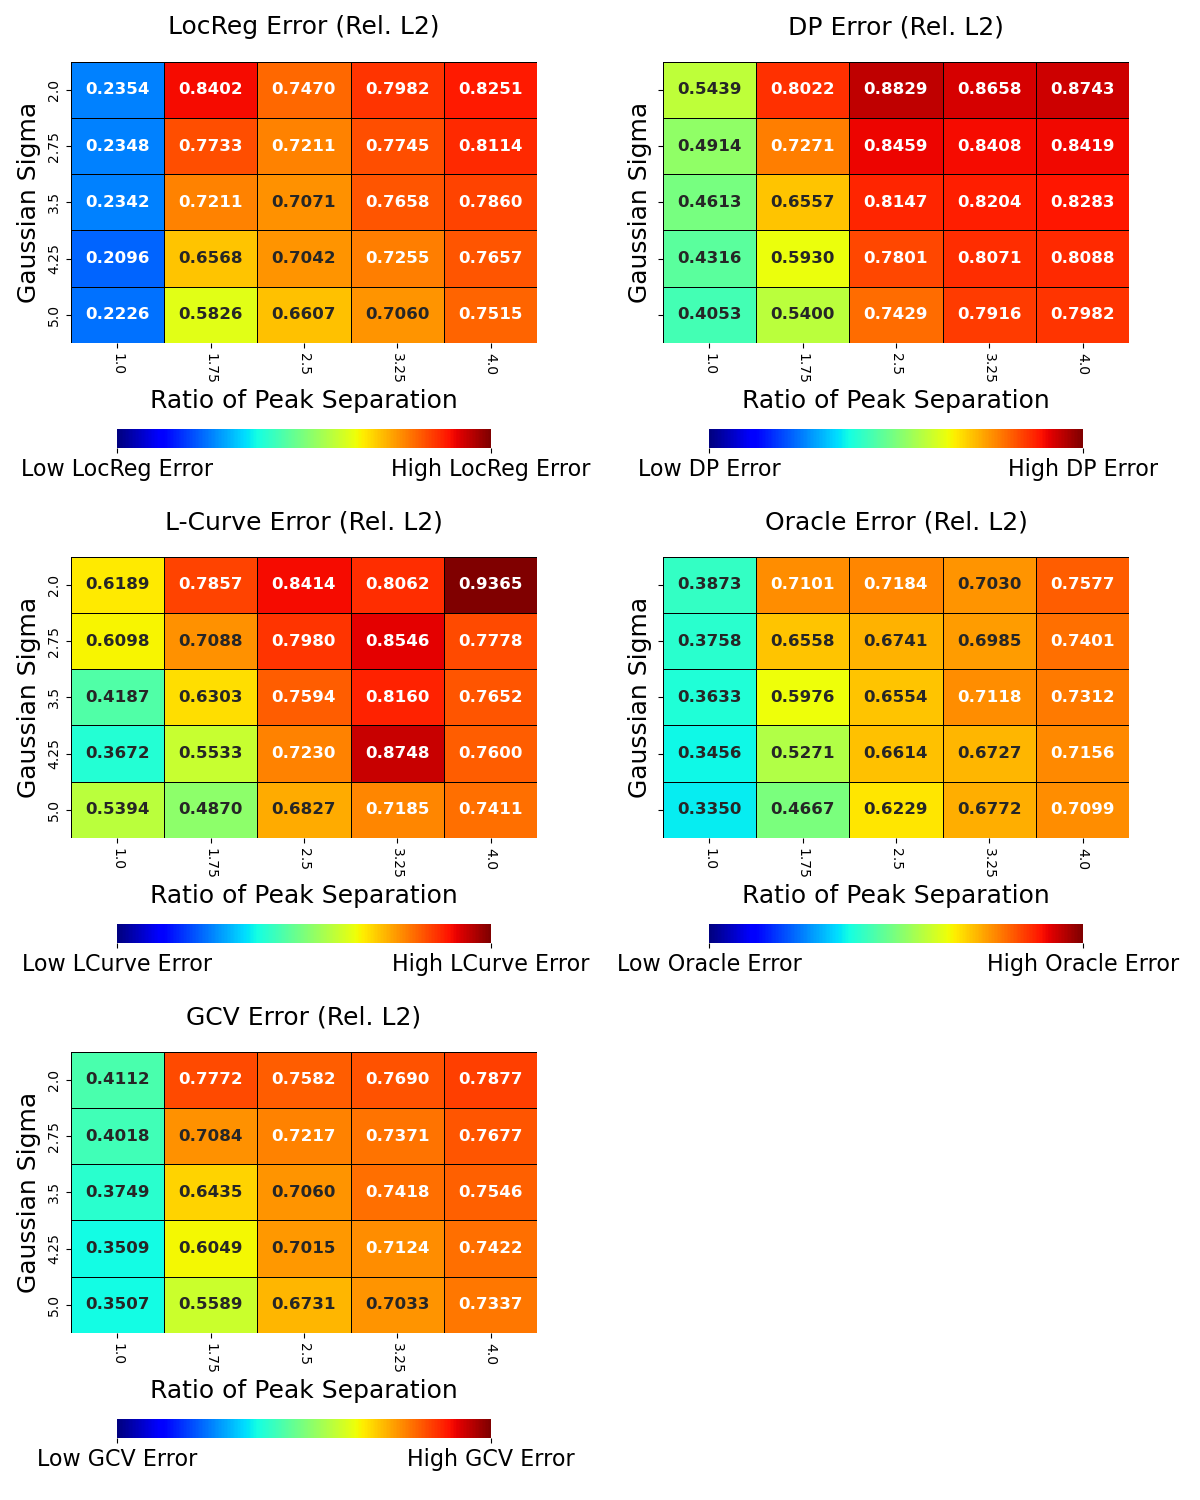 LocReg Error (Rel. L2)
Gaussian Sigma
2.0 0.2354 0.8402 0.7470 0.7982 0.8251
2.75 0.2348 0.7733 0.7211 0.7745 0.8114
3.5 0.2342 0.7211 0.7071 0.7658 0.7860
4.25 0.2096 0.6568 0.7042 0.7255 0.7657
5.0 0.2226 0.5826 0.6607 0.7060 0.7515
1.0 1.75 2.5 3.25 4.0
Ratio of Peak Separation
Low LocReg Error High LocReg Error
DP Error (Rel. L2)
Gaussian Sigma
0.5439 0.8022 0.8829 0.8658 0.8743
0.4914 0.7271 0.8459 0.8408 0.8419
0.4613 0.6557 0.8147 0.8204 0.8283
0.4316 0.5930 0.7801 0.8071 0.8088
0.4053 0.5400 0.7429 0.7916 0.7982
1.0 1.75 2.5 3.25 4.0
Ratio of Peak Separation
Low DP Error High DP Error
L-Curve Error (Rel. L2)
Gaussian Sigma
2.0 0.6189 0.7857 0.8414 0.8062 0.9365
2.75 0.6098 0.7088 0.7980 0.8546 0.7778
3.5 0.4187 0.6303 0.7594 0.8160 0.7652
4.25 0.3672 0.5533 0.7230 0.8748 0.7600
5.0 0.5394 0.4870 0.6827 0.7185 0.7411
1.0 1.75 2.5 3.25 4.0
Ratio of Peak Separation
Low LCurve Error High LCurve Error
Oracle Error (Rel. L2)
Gaussian Sigma
0.3873 0.7101 0.7184 0.7030 0.7577
0.3758 0.6558 0.6741 0.6985 0.7401
0.3633 0.5976 0.6554 0.7118 0.7312
0.3456 0.5271 0.6614 0.6727 0.7156
0.3350 0.4667 0.6229 0.6772 0.7099
1.0 1.75 2.5 3.25 4.0
Ratio of Peak Separation
Low Oracle Error High Oracle Error
GCV Error (Rel. L2)
Gaussian Sigma
2.0 0.4112 0.7772 0.7582 0.7690 0.7877
2.75 0.4018 0.7084 0.7217 0.7371 0.7677
3.5 0.3749 0.6435 0.7060 0.7418 0.7546
4.25 0.3509 0.6049 0.7015 0.7124 0.7422
5.0 0.3507 0.5589 0.6731 0.7033 0.7337
1.0 1.75 2.5 3.25 4.0
Ratio of Peak Separation
Low GCV Error High GCV Error